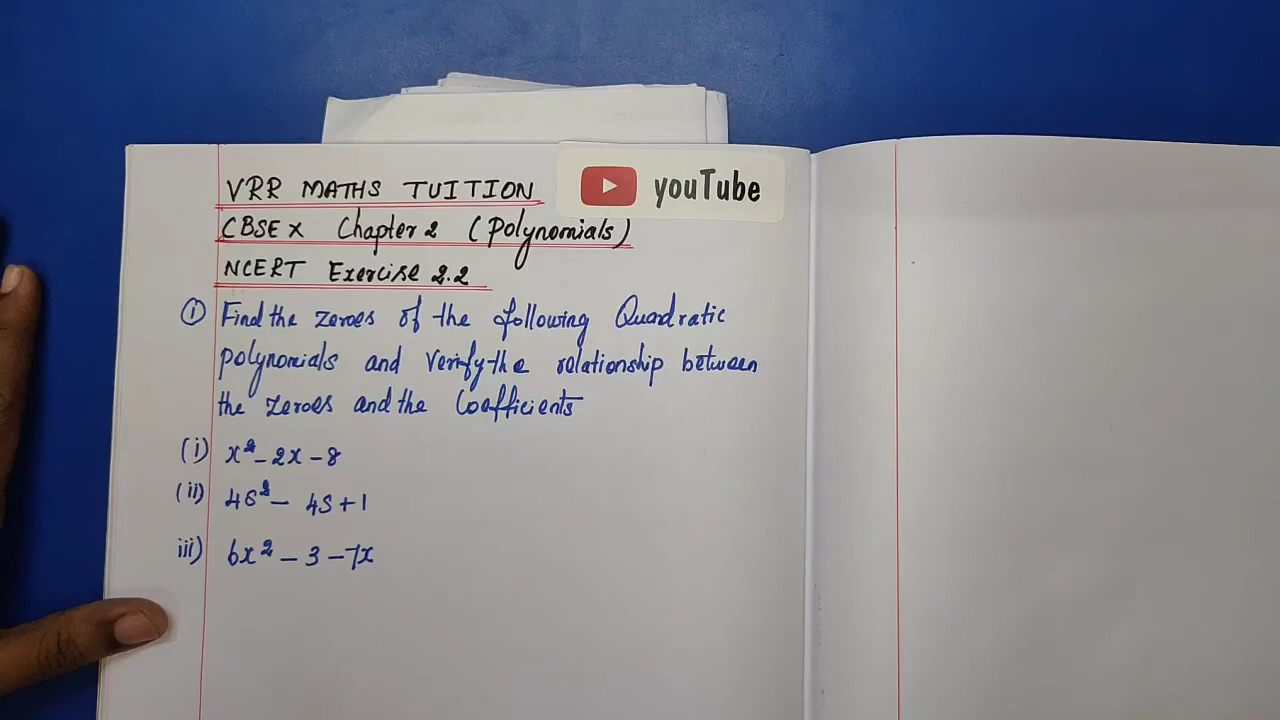 VRR MATHS TUITION
youTube
CBSE X Chapter 2 (Polynomials)
NCERT Exercise 2.2
① Find the zeroes of the following Quadratic
polynomials and verify the relationship between
the zeroes and the Coefficients
(i) x² - 2x - 8
(ii) 4S² - 4S + 1
iii) 6x² - 3 - 7x